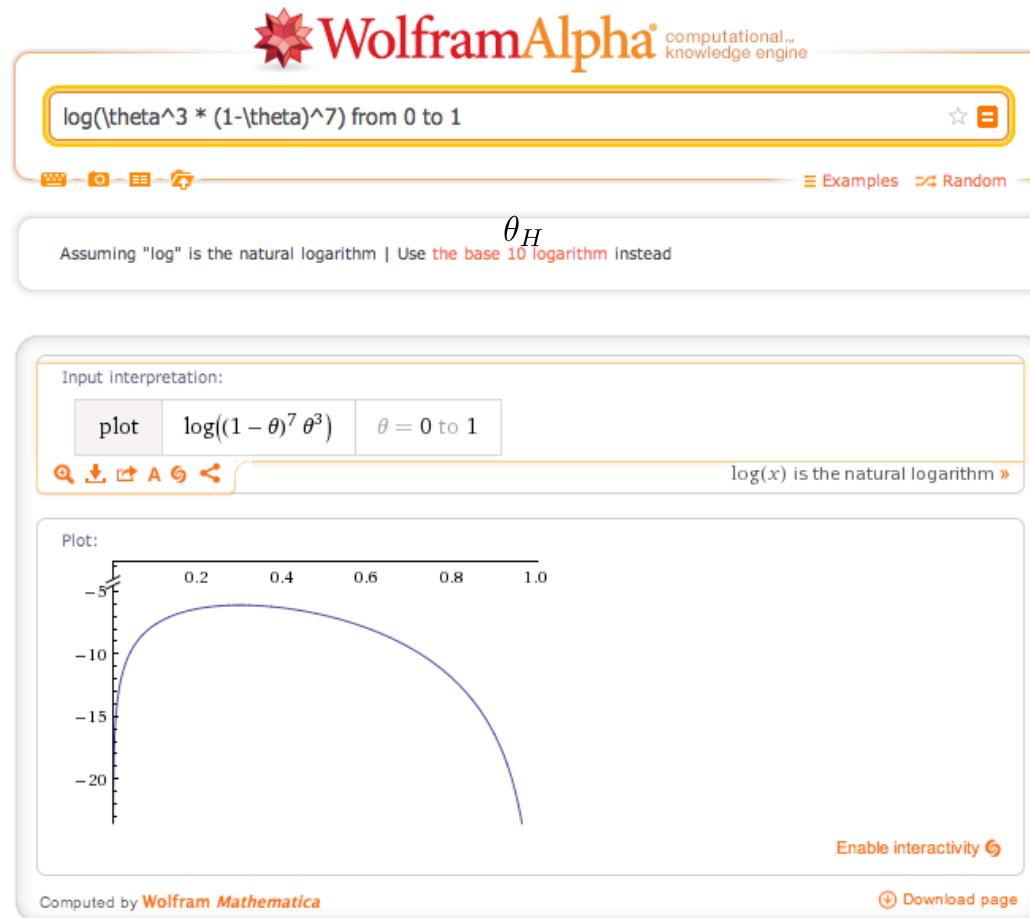 WolframAlpha computational... knowledge engine
log(\theta^3 * (1-\theta)^7) from 0 to 1
Examples Random
θ_H
Assuming "log" is the natural logarithm | Use the base 10 logarithm instead
Input interpretation:
plot log((1 − θ)^7 θ^3) θ = 0 to 1
A
log(x) is the natural logarithm »
Plot:
0.2 0.4 0.6 0.8 1.0
−5
−10
−15
−20
Enable interactivity
Computed by Wolfram Mathematica
Download page